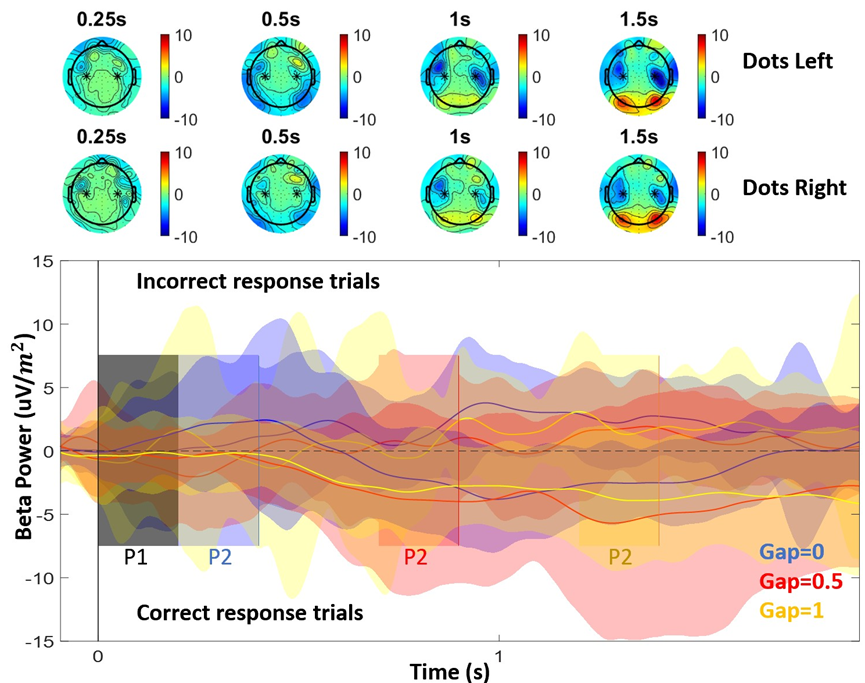 0.25s 0.5s 1s 1.5s
10 10 10 10
0 0 0 0 Dots Left
-10 -10 -10 -10
0.25s 0.5s 1s 1.5s
10 10 10 10
0 0 0 0 Dots Right
-10 -10 -10 -10
15
Incorrect response trials
10
5
0
-5
-10
-15
Beta Power (uV/m²)
P1 P2 P2 P2
Gap=0
Gap=0.5
Gap=1
Correct response trials
0 1
Time (s)